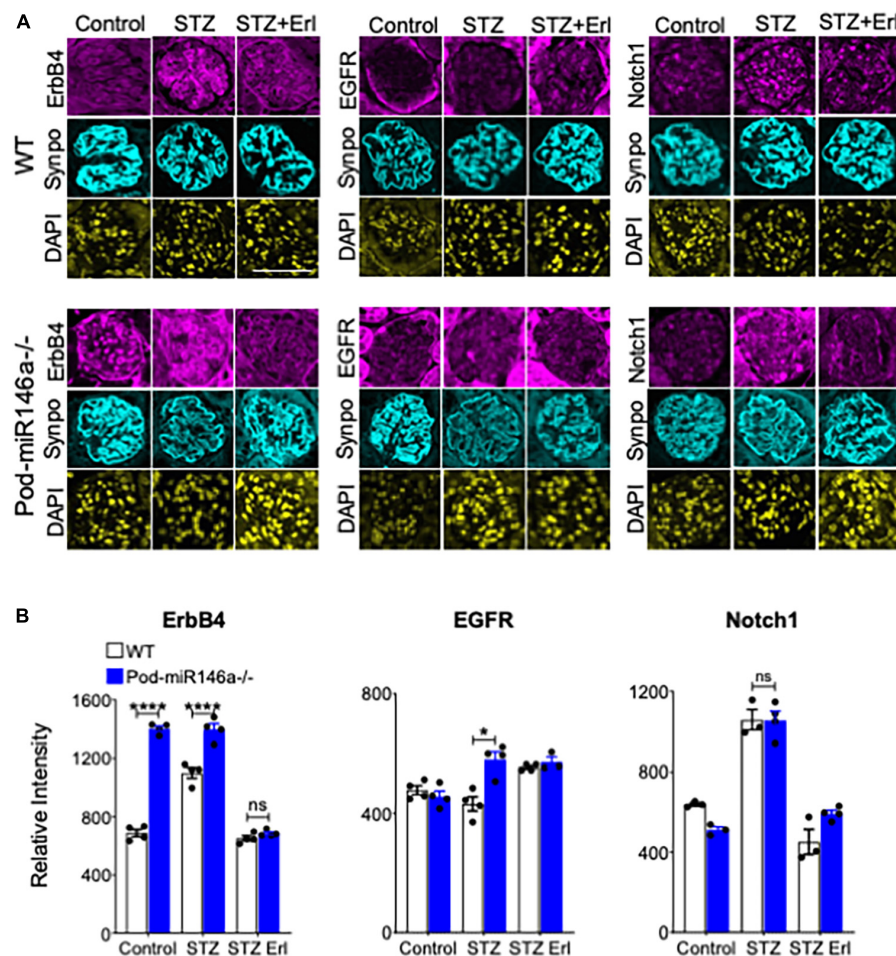 A
Control STZ STZ+Erl Control STZ STZ+Erl Control STZ STZ+Erl
WT
ErbB4 EGFR Notch1
Synpo Synpo Synpo
DAPI DAPI DAPI
Pod-miR146a-/-
ErbB4 EGFR Notch1
Synpo Synpo Synpo
DAPI DAPI DAPI
B
ErbB4 EGFR Notch1
WT
Pod-miR146a-/-
Relative Intensity
1600
1400
1200
800
600
400
0
**** **** ns
Control STZ STZ Erl
800
400
0
*
Control STZ STZ Erl
1200
800
400
0
ns
Control STZ STZ Erl